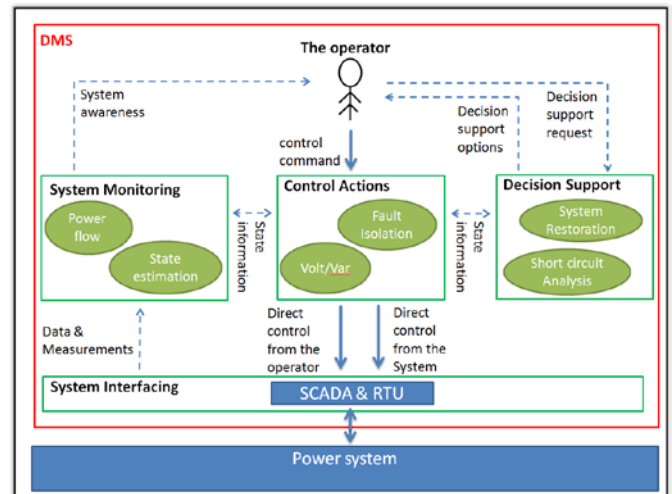 DMS
The operator
System
awareness
Decision
support
options
Decision
support
request
control
command
System Monitoring
Power
flow
State
estimation
State
information
Control Actions
Fault
Isolation
Volt/Var
State
information
Decision Support
System
Restoration
Short circuit
Analysis
Data &
Measurements
Direct
control
from the
operator
Direct
control
from the
System
System Interfacing
SCADA & RTU
Power system